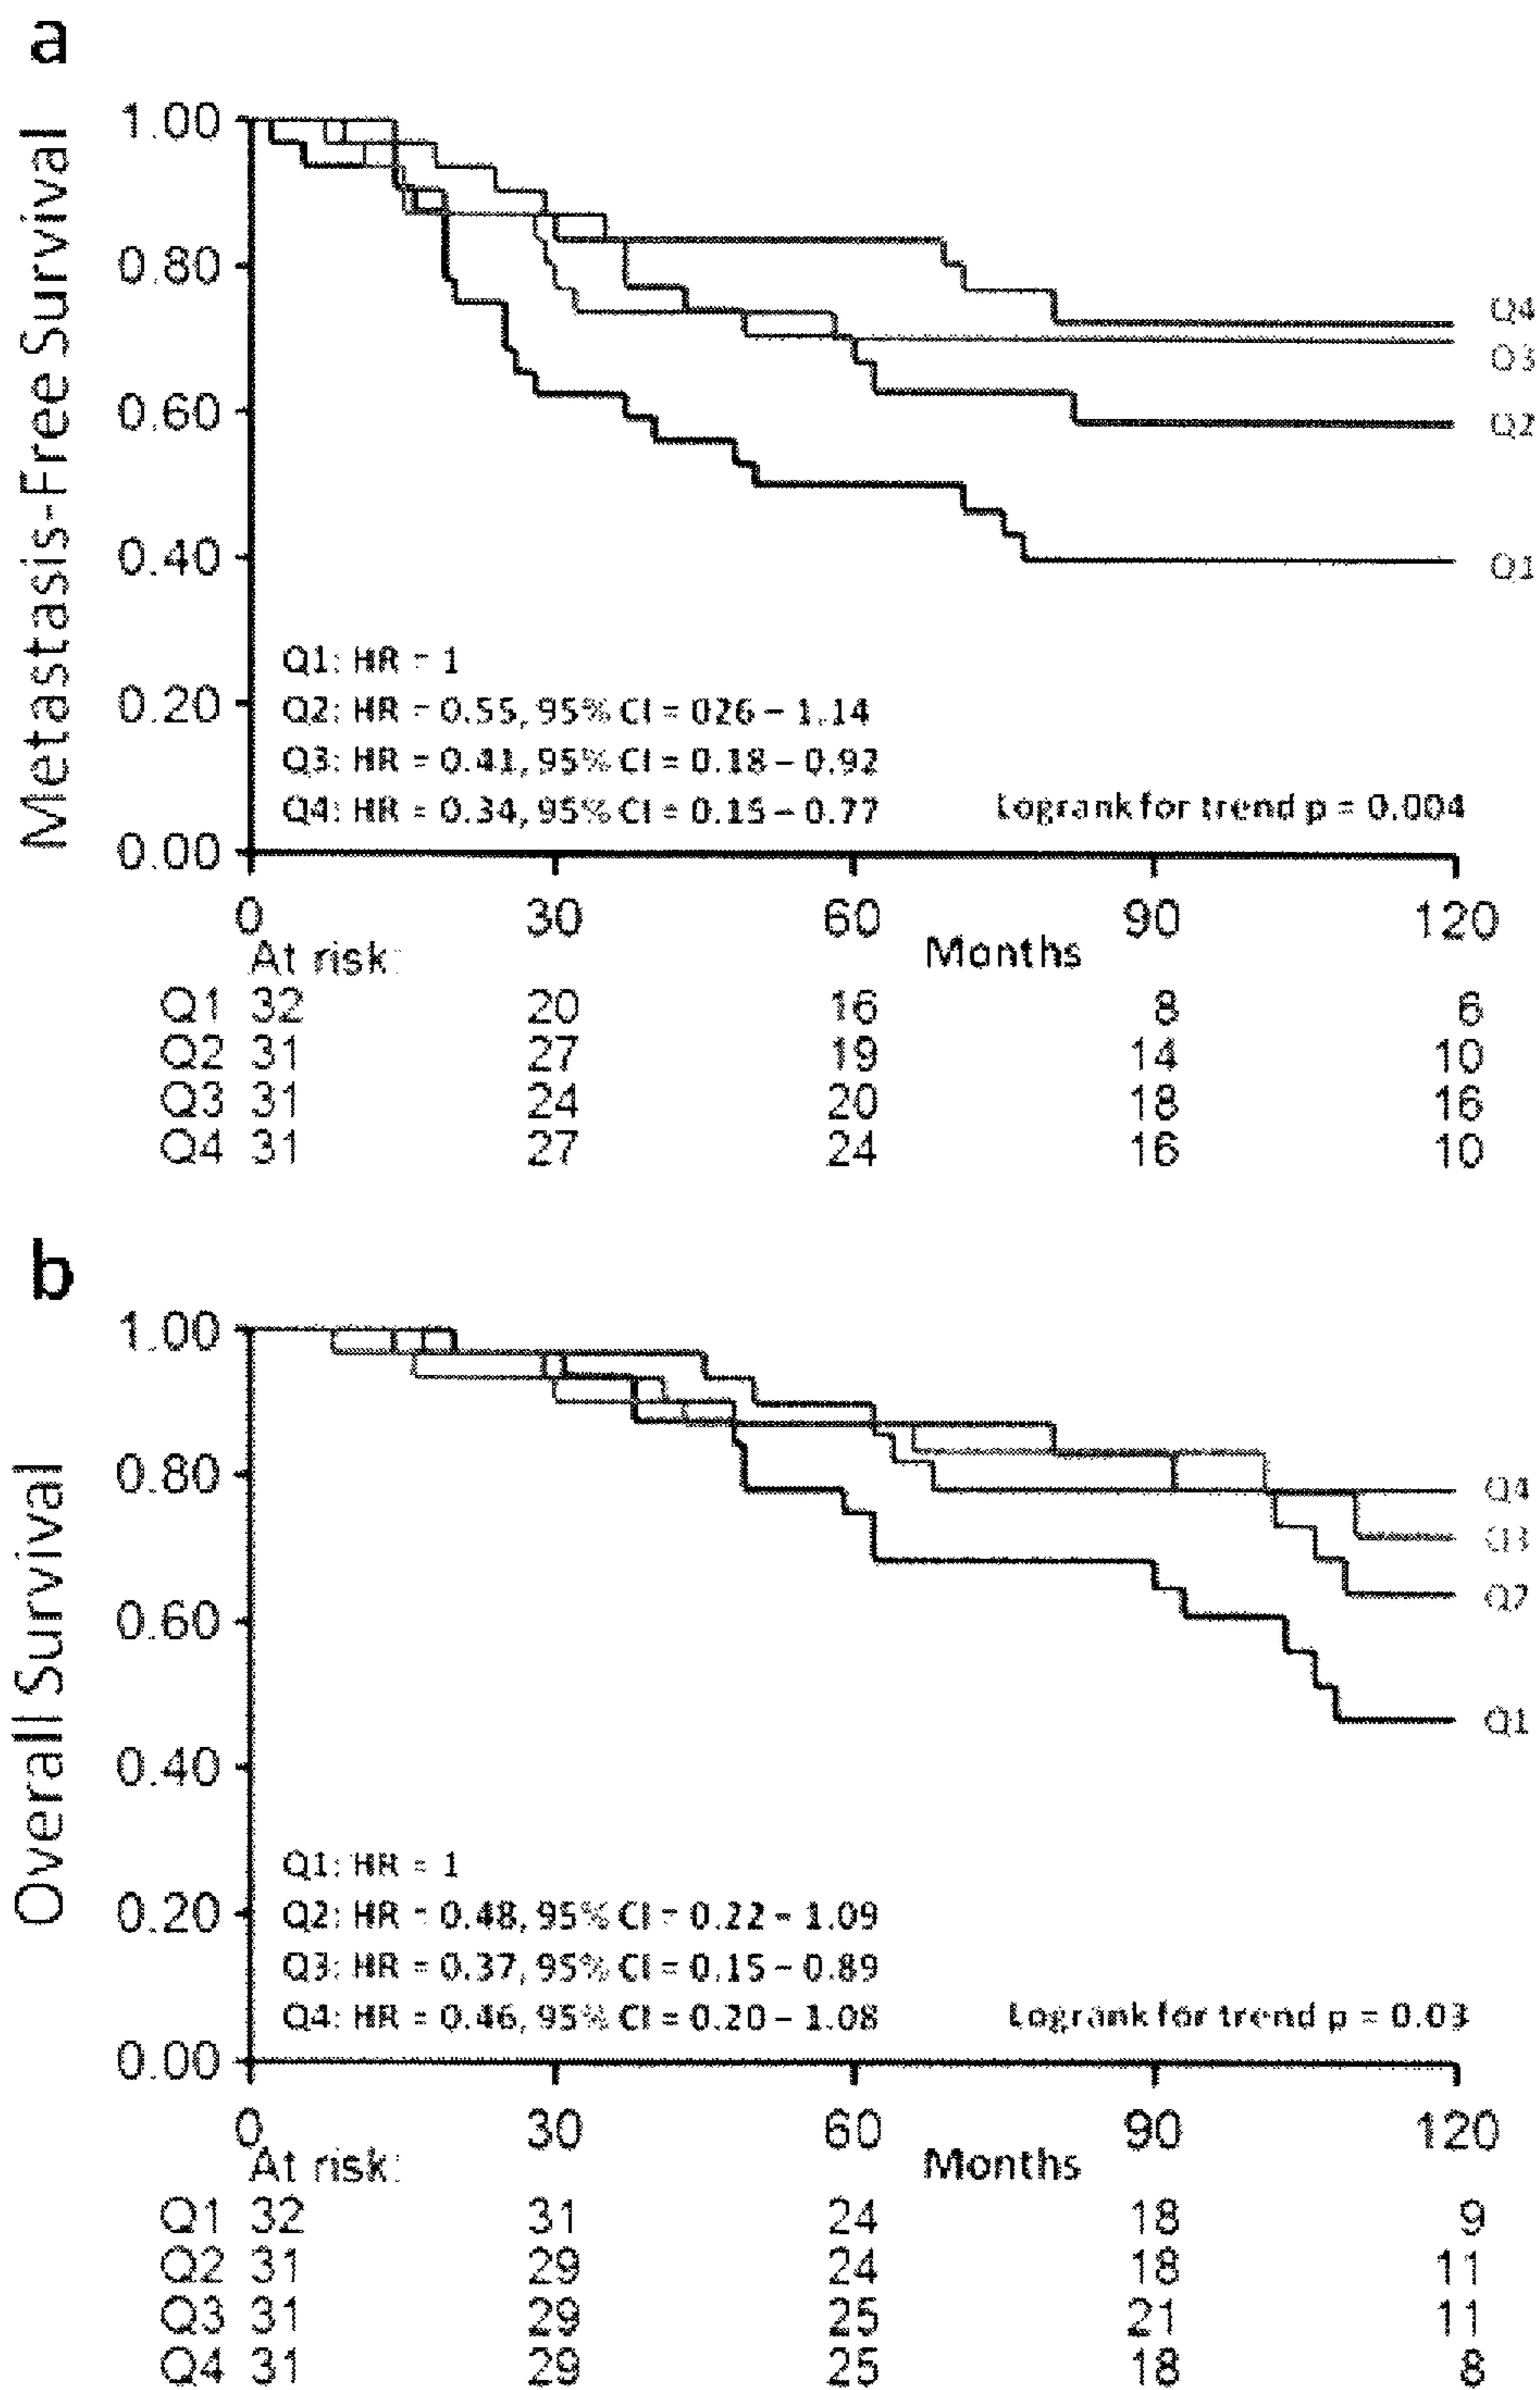 a
Metastasis-Free Survival
1.00
0.80
0.60
0.40
0.20
0.00
Q4
Q3
Q2
Q1
Q1: HR = 1
Q2: HR = 0.55, 95% CI = 026 – 1.14
Q3: HR = 0.41, 95% CI = 0.18 – 0.92
Q4: HR = 0.34, 95% CI = 0.15 – 0.77
Logrank for trend p = 0.004
0 30 60 90 120
At risk: Months
Q1 32 20 16 8 6
Q2 31 27 19 14 10
Q3 31 24 20 18 16
Q4 31 27 24 16 10
b
Overall Survival
1.00
0.80
0.60
0.40
0.20
0.00
Q4
Q1
Q1: HR = 1
Q2: HR = 0.48, 95% CI = 0.22 – 1.09
Q3: HR = 0.37, 95% CI = 0.15 – 0.89
Q4: HR = 0.46, 95% CI = 0.20 – 1.08
Logrank for trend p = 0.03
0 30 60 90 120
At risk: Months
Q1 32 31 24 18 9
Q2 31 29 24 18 11
Q3 31 29 25 21 11
Q4 31 29 25 18 8